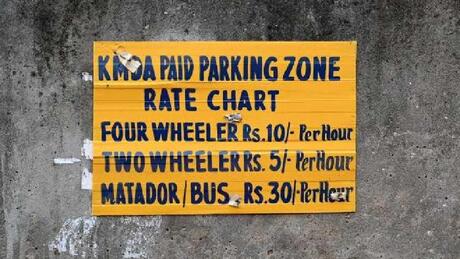 KMDA PAID PARKING ZONE
RATE CHART
FOUR WHEELER Rs.10/- Per Hour
TWO WHEELER Rs. 5/- Per Hour
MATADOR/BUS Rs.30/- Per Hour